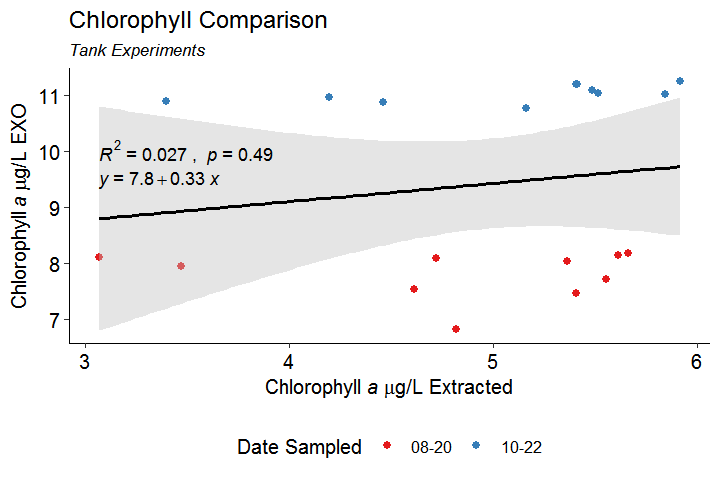 Chlorophyll Comparison
Tank Experiments
Chlorophyll a μg/L EXO
11
10
9
8
7
R² = 0.027 , p = 0.49
y = 7.8 + 0.33 x
3 4 5 6
Chlorophyll a μg/L Extracted
Date Sampled 08-20 10-22